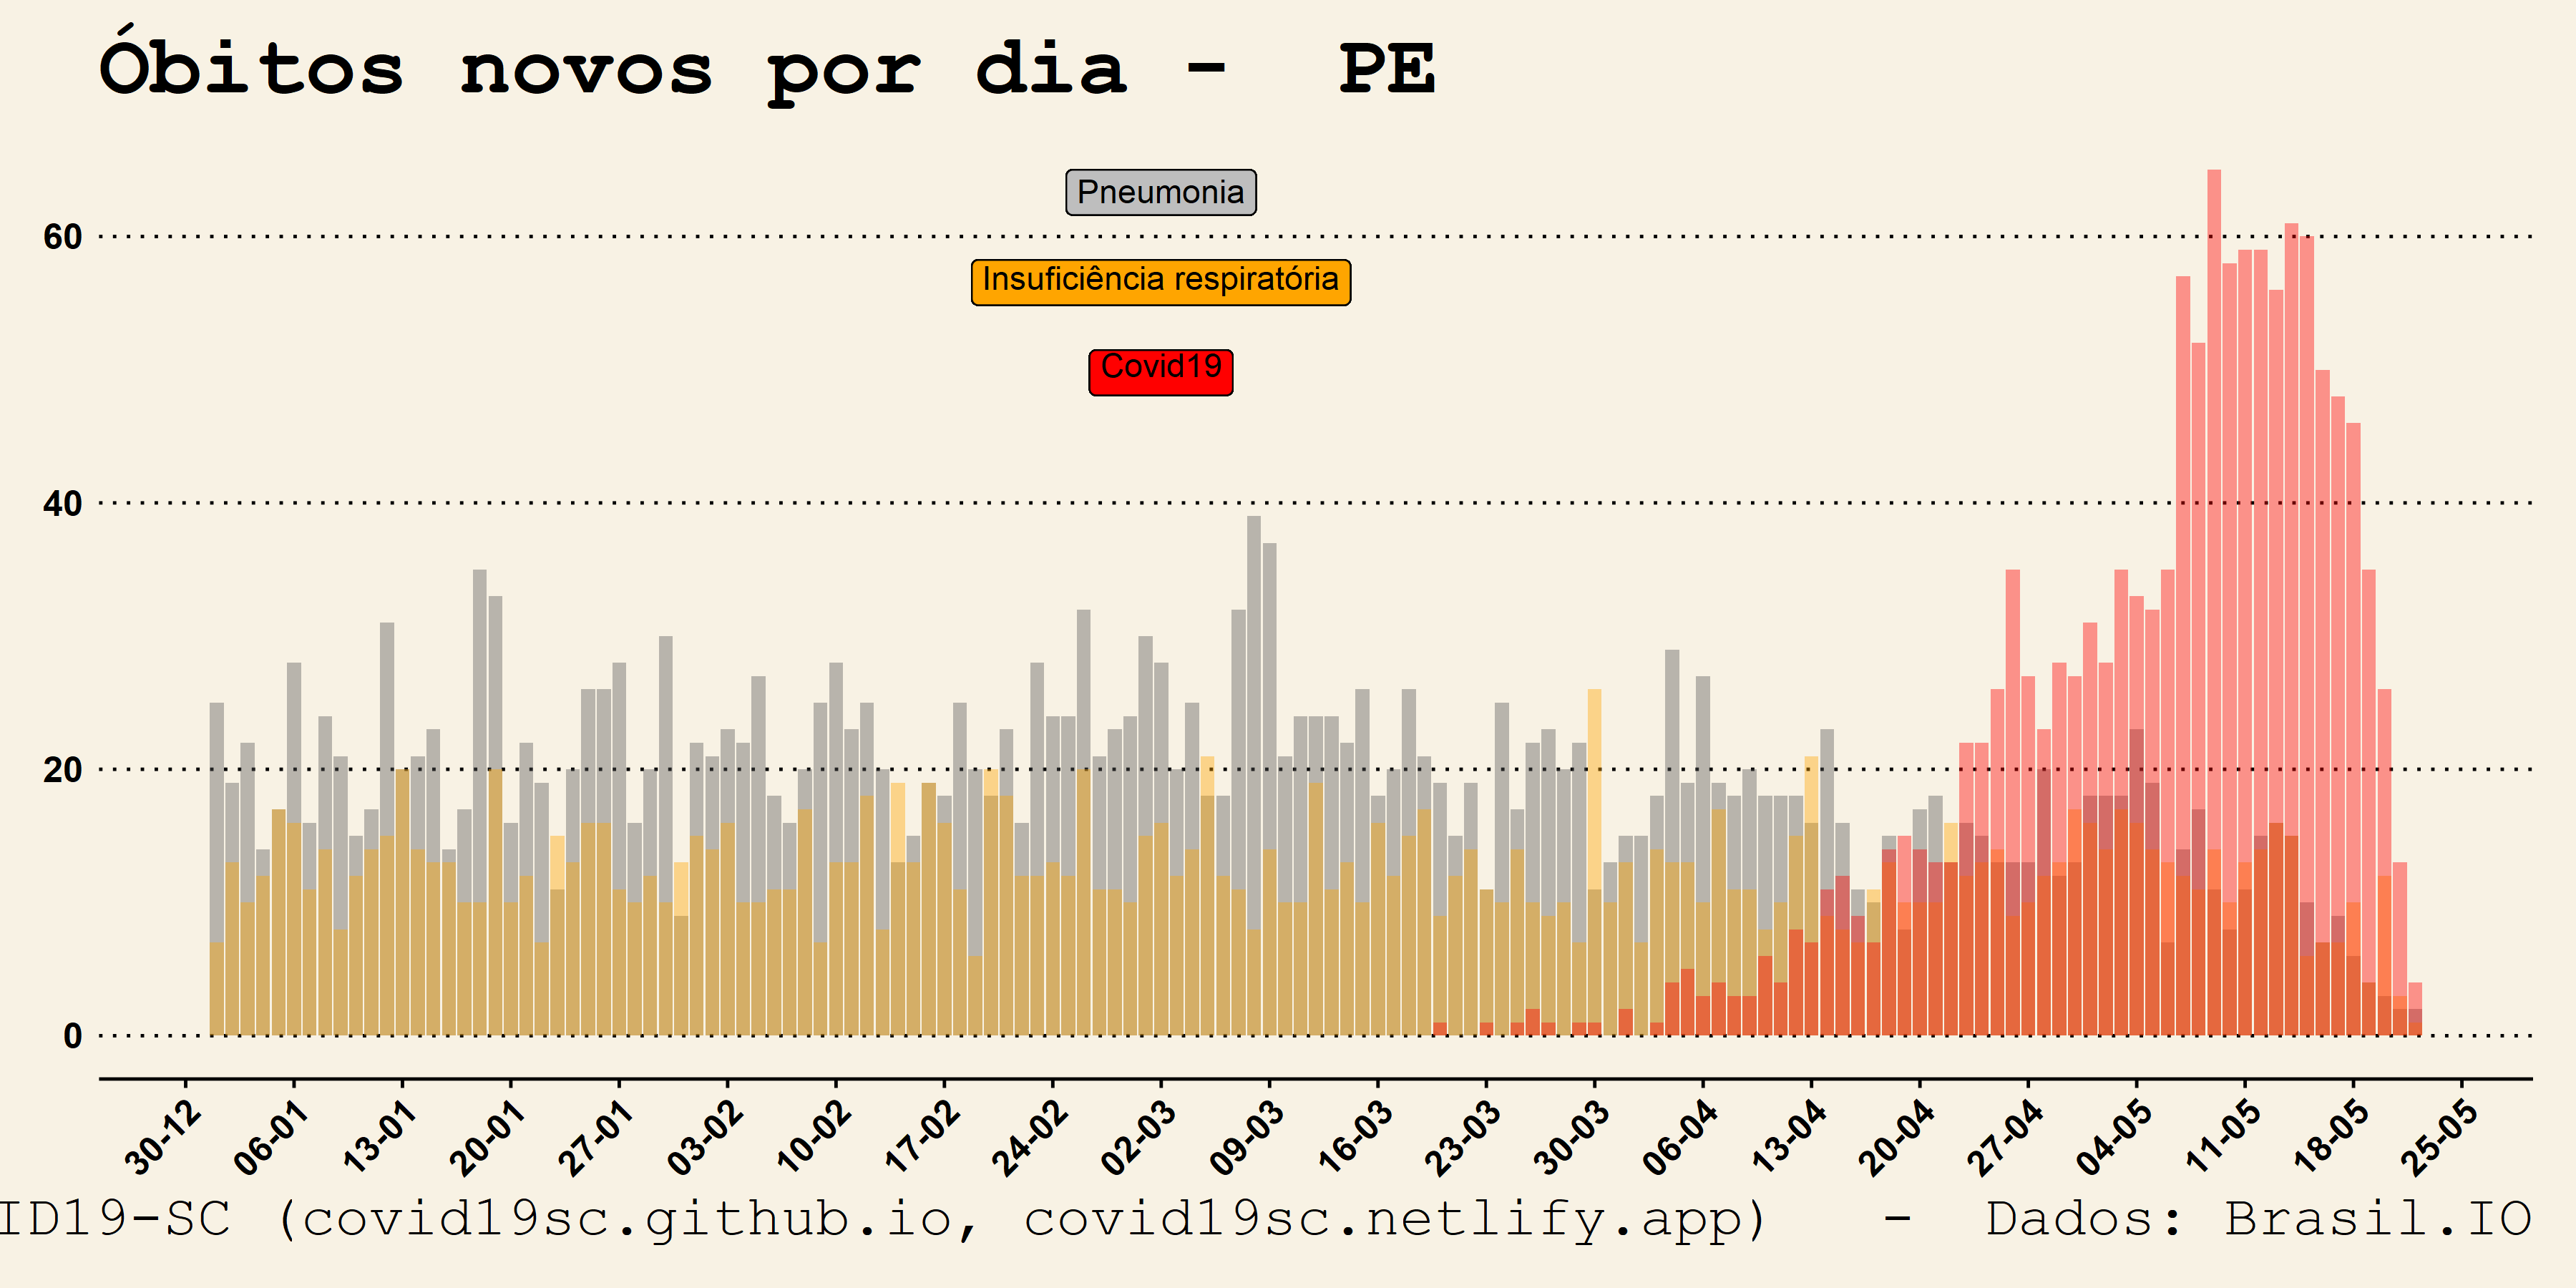 Óbitos novos por dia - PE
Pneumonia
60
Insuficiência respiratória
Covid19
40
20
0
30-12 06-01 13-01 20-01 27-01 03-02 10-02 17-02 24-02 02-03 09-03 16-03 23-03 30-03 06-04 13-04 20-04 27-04 04-05 11-05 18-05 25-05
ID19-SC (covid19sc.github.io, covid19sc.netlify.app) - Dados: Brasil.IO